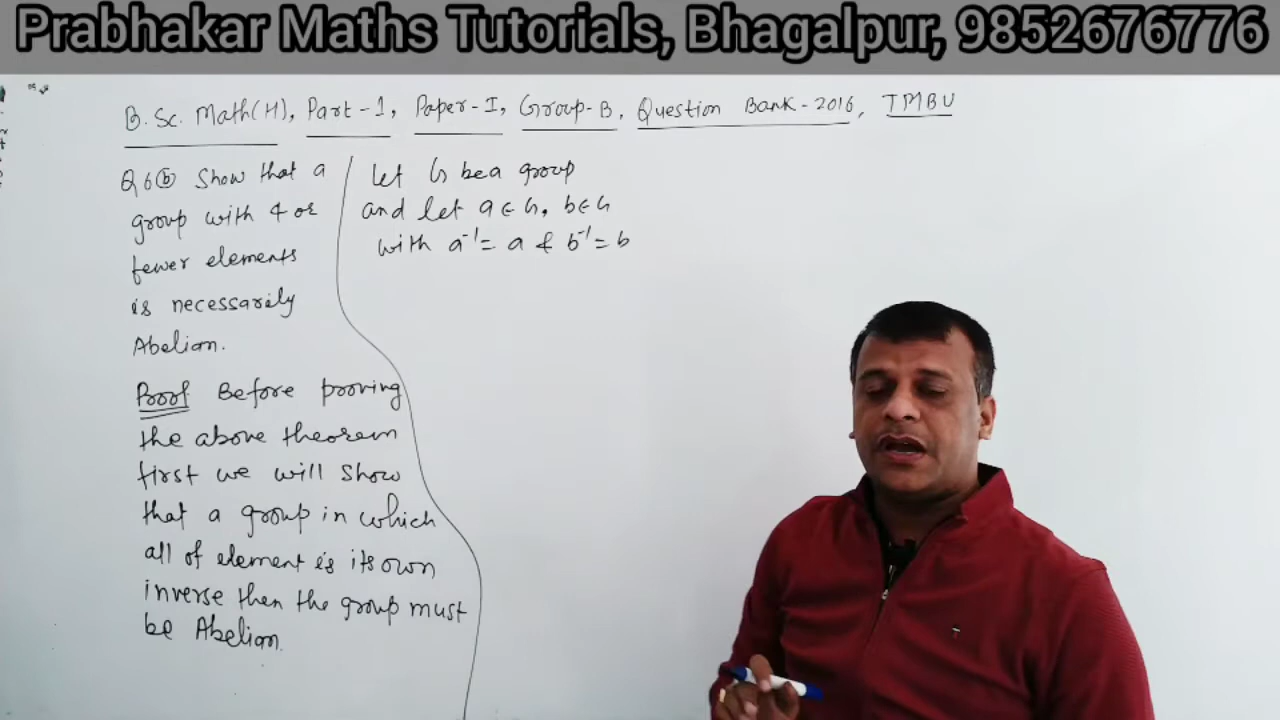 Prabhakar Maths Tutorials, Bhagalpur, 9852676776
B.Sc. Math(H), Part-1, Paper-I, Group-B, Question Bank-2016, TMBU
Q6(b) Show that a
group with 4 or
fewer elements
is necessarily
Abelian.
Proof Before proving
the above theorem
first we will show
that a group in which
all of element is its own
inverse then the group must
be Abelian.
Let G be a group
and let a∈G, b∈G
with a⁻¹= a & b⁻¹= b